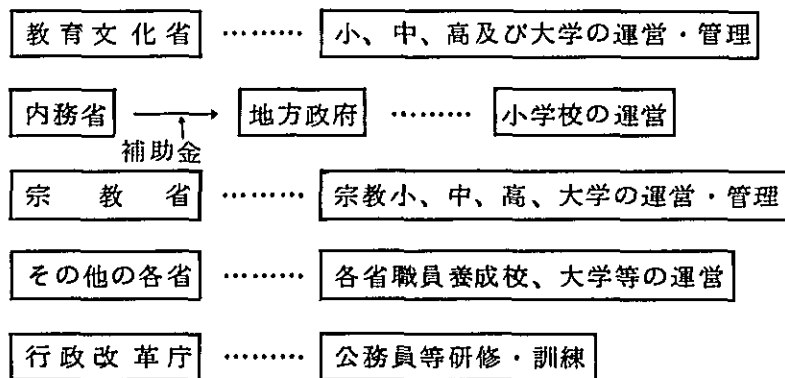 教育文化省 ……… 小、中、高及び大学の運営・管理
内務省 → 地方政府 ……… 小学校の運営
補助金
宗教省 ……… 宗教小、中、高、大学の運営・管理
その他の各省 ……… 各省職員養成校、大学等の運営
行政改革庁 ……… 公務員等研修・訓練